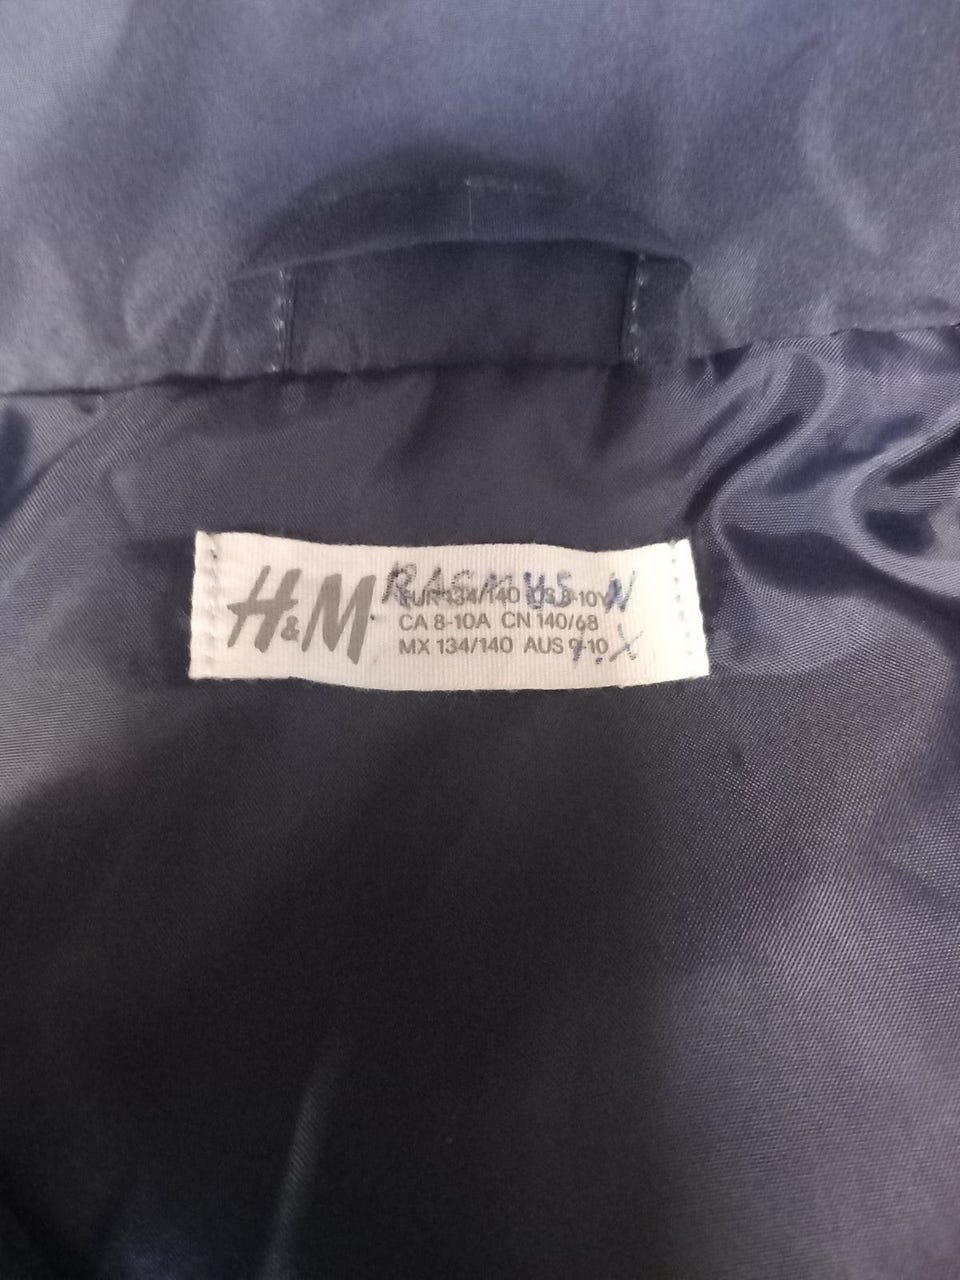 H&M
RASMUS N
EUR 134/140 US 8-10Y
CA 8-10A CN 140/68
MX 134/140 AUS 9-10